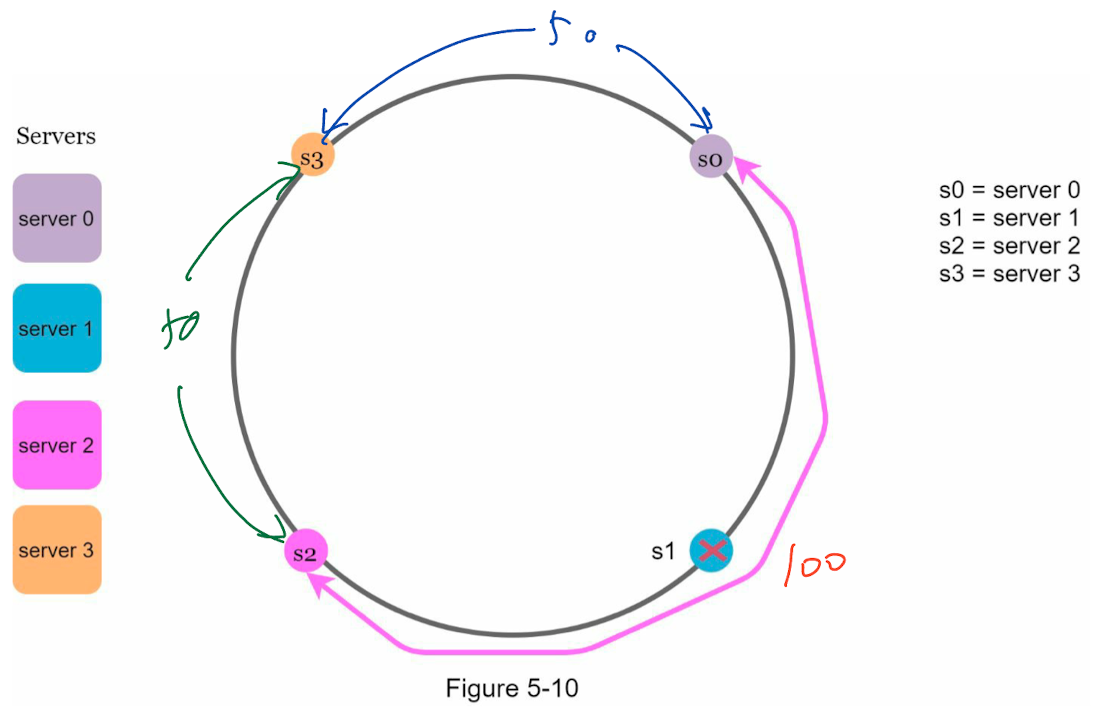 50
Servers
s3
s0
server 0
s0 = server 0
s1 = server 1
s2 = server 2
s3 = server 3
server 1
50
server 2
server 3
s2
s1
100
Figure 5-10